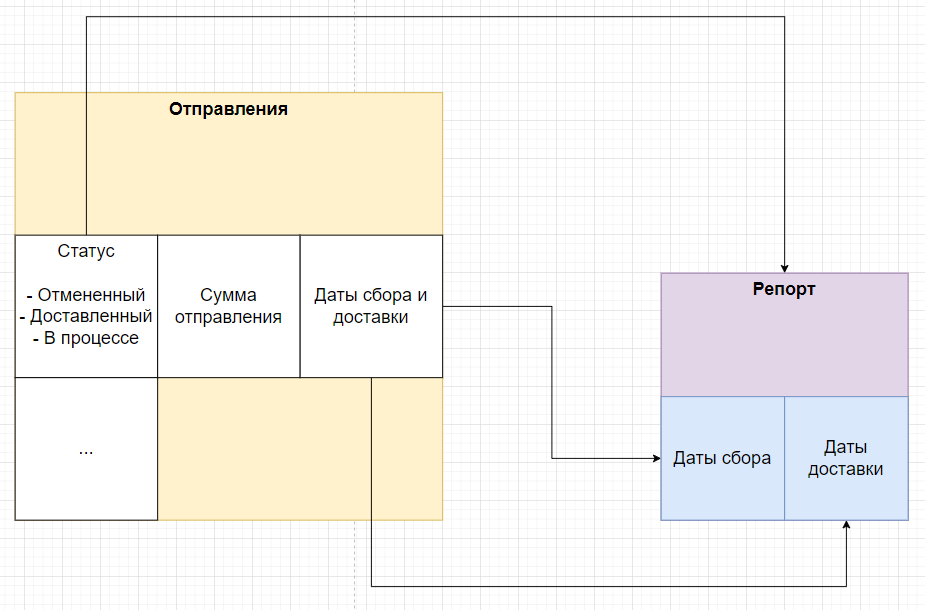 Отправления
Статус
- Отмененный
- Доставленный
- В процессе
Сумма
отправления
Даты сбора и
доставки
...
Репорт
Даты сбора
Даты
доставки